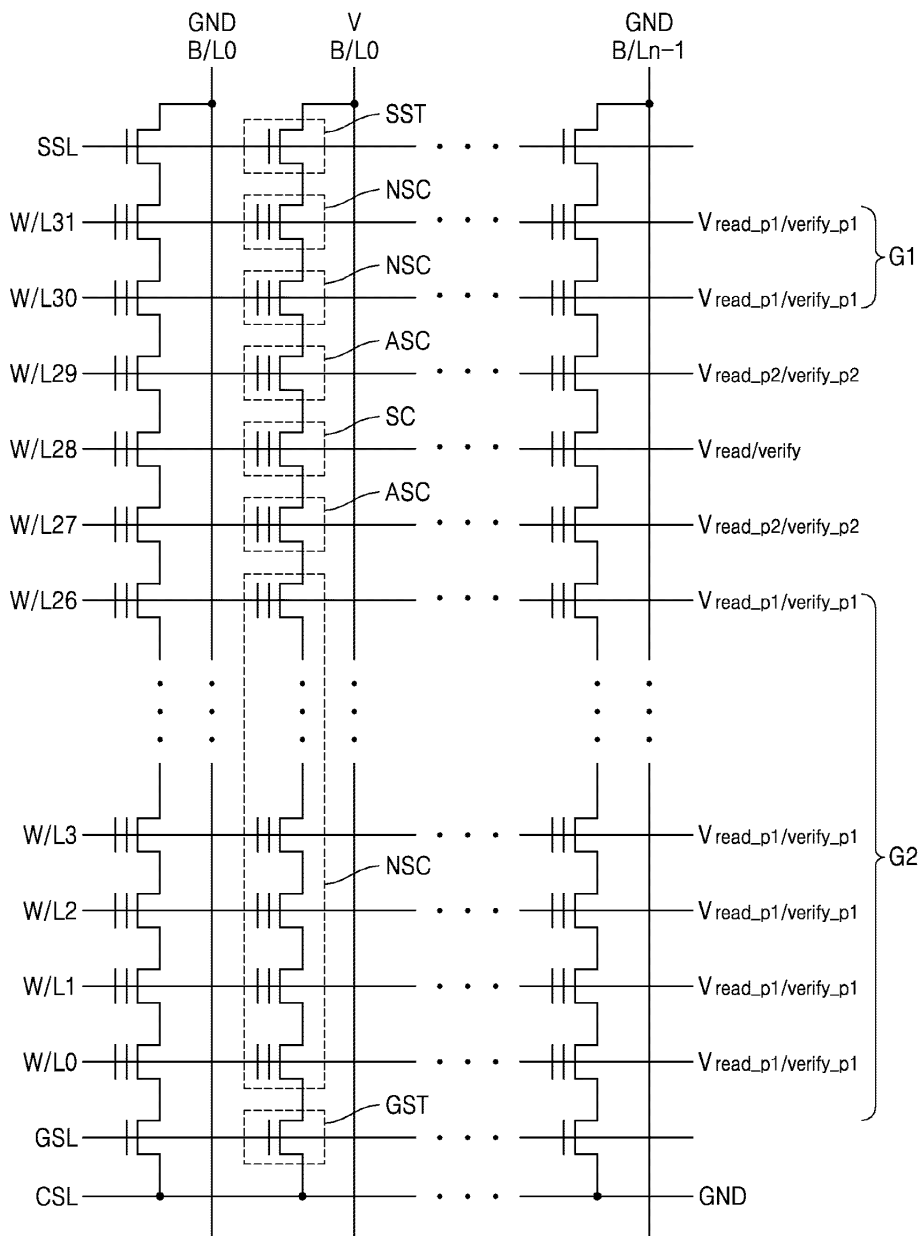 GND V GND
B/L0 B/L0 B/Ln-1
SST
SSL
NSC
W/L31 Vread_p1/verify_p1
G1
NSC
W/L30 Vread_p1/verify_p1
ASC
W/L29 Vread_p2/verify_p2
SC
W/L28 Vread/verify
ASC
W/L27 Vread_p2/verify_p2
W/L26 Vread_p1/verify_p1
W/L3 Vread_p1/verify_p1
NSC G2
W/L2 Vread_p1/verify_p1
W/L1 Vread_p1/verify_p1
W/L0 Vread_p1/verify_p1
GST
GSL
CSL GND